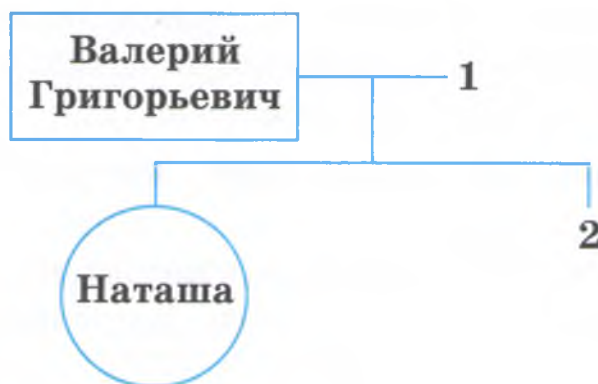 Валерий
Григорьевич
1
2
Наташа